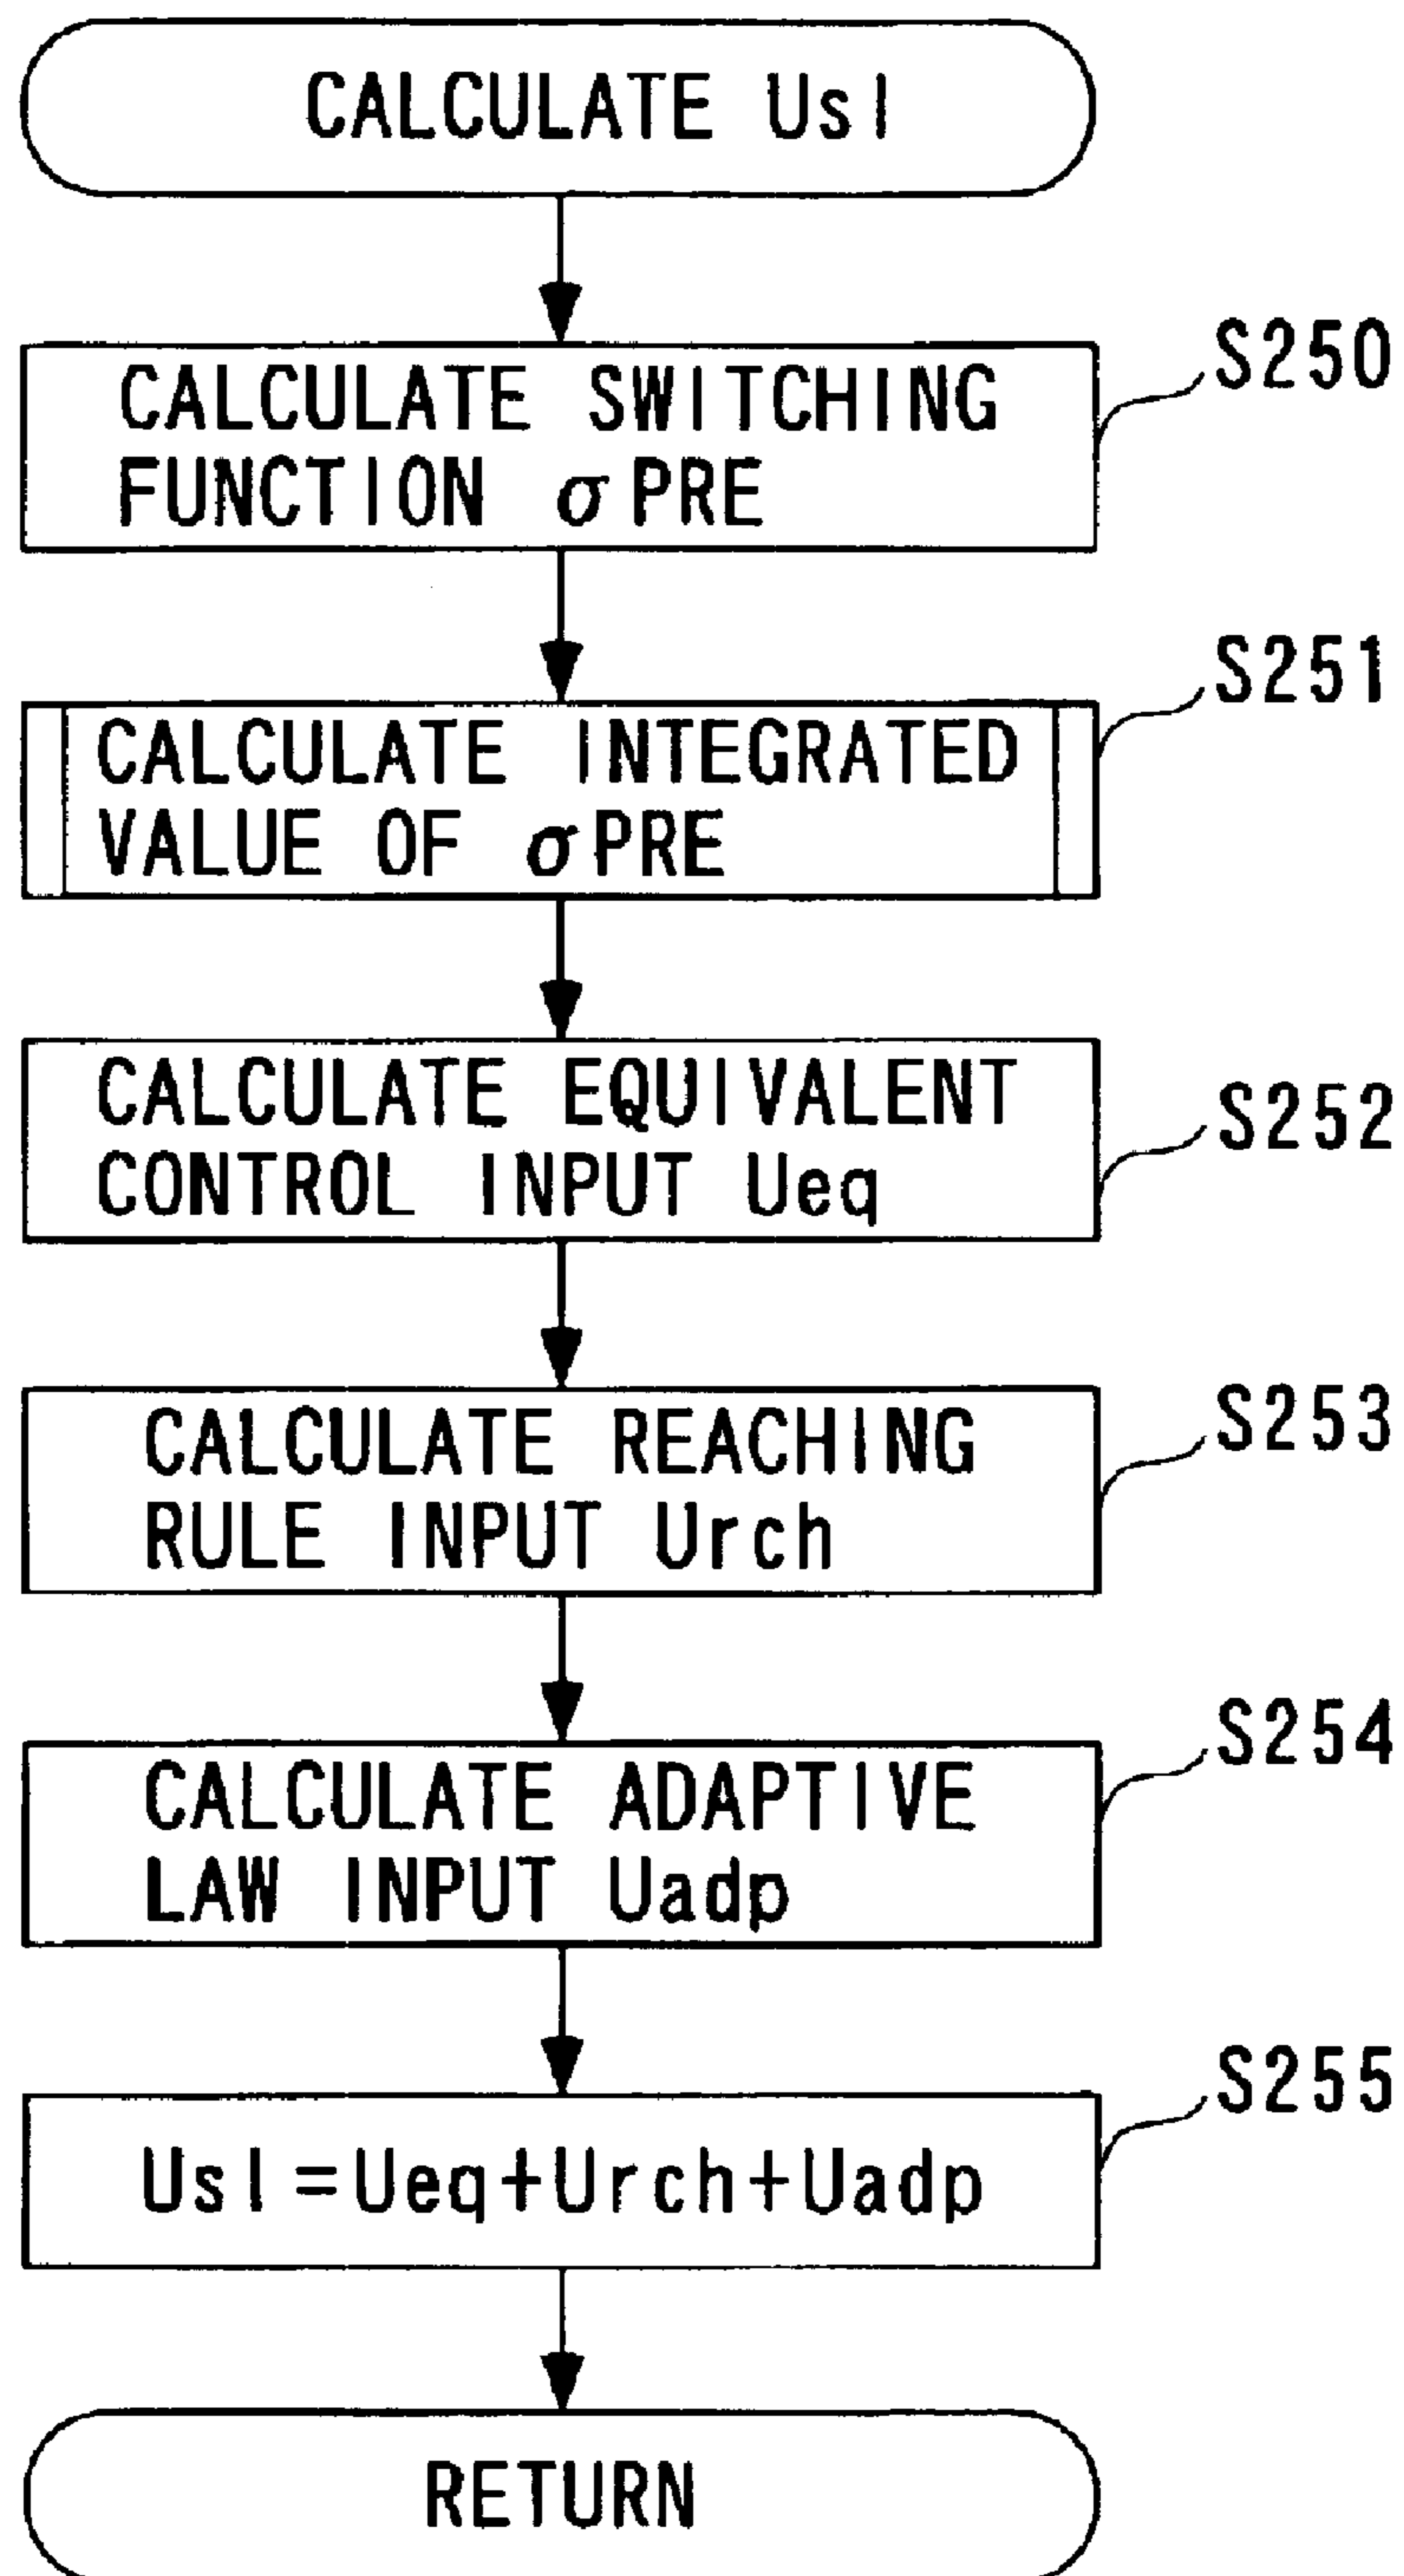 CALCULATE Usl
CALCULATE SWITCHING
FUNCTION σPRE
S250
CALCULATE INTEGRATED
VALUE OF σPRE
S251
CALCULATE EQUIVALENT
CONTROL INPUT Ueq
S252
CALCULATE REACHING
RULE INPUT Urch
S253
CALCULATE ADAPTIVE
LAW INPUT Uadp
S254
Usl=Ueq+Urch+Uadp
S255
RETURN